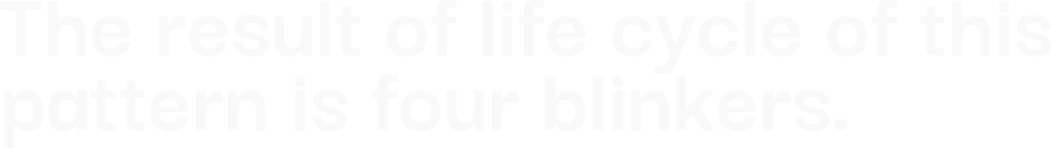 The result of life cycle of this
pattern is four blinkers.